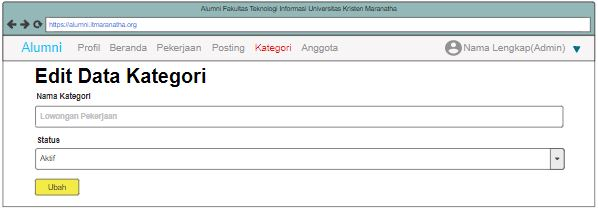 Alumni Fakultas Teknologi Informasi Universitas Kristen Maranatha
https://alumni.itmaranatha.org
Alumni Profil Beranda Pekerjaan Posting Kategori Anggota Nama Lengkap(Admin)
Edit Data Kategori
Nama Kategori
Lowongan Pekerjaan
Status
Aktif
Ubah